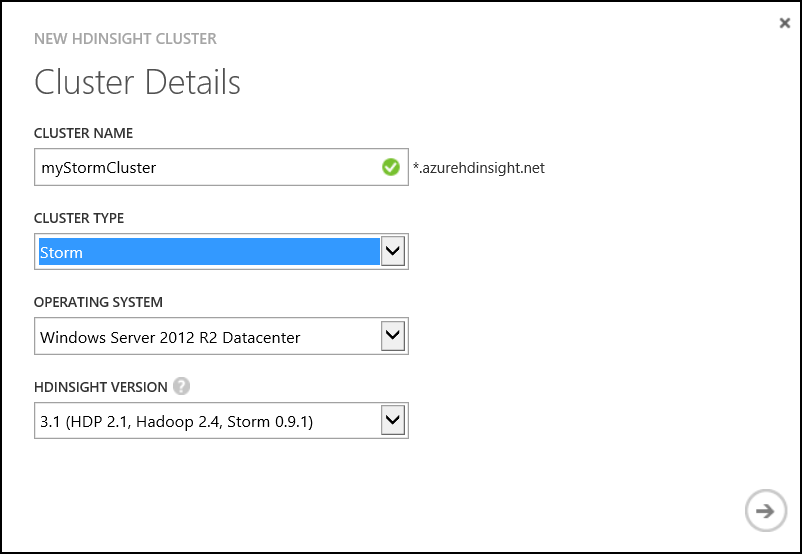 NEW HDINSIGHT CLUSTER
Cluster Details
CLUSTER NAME
myStormCluster *.azurehdinsight.net
CLUSTER TYPE
Storm
OPERATING SYSTEM
Windows Server 2012 R2 Datacenter
HDINSIGHT VERSION ?
3.1 (HDP 2.1, Hadoop 2.4, Storm 0.9.1)